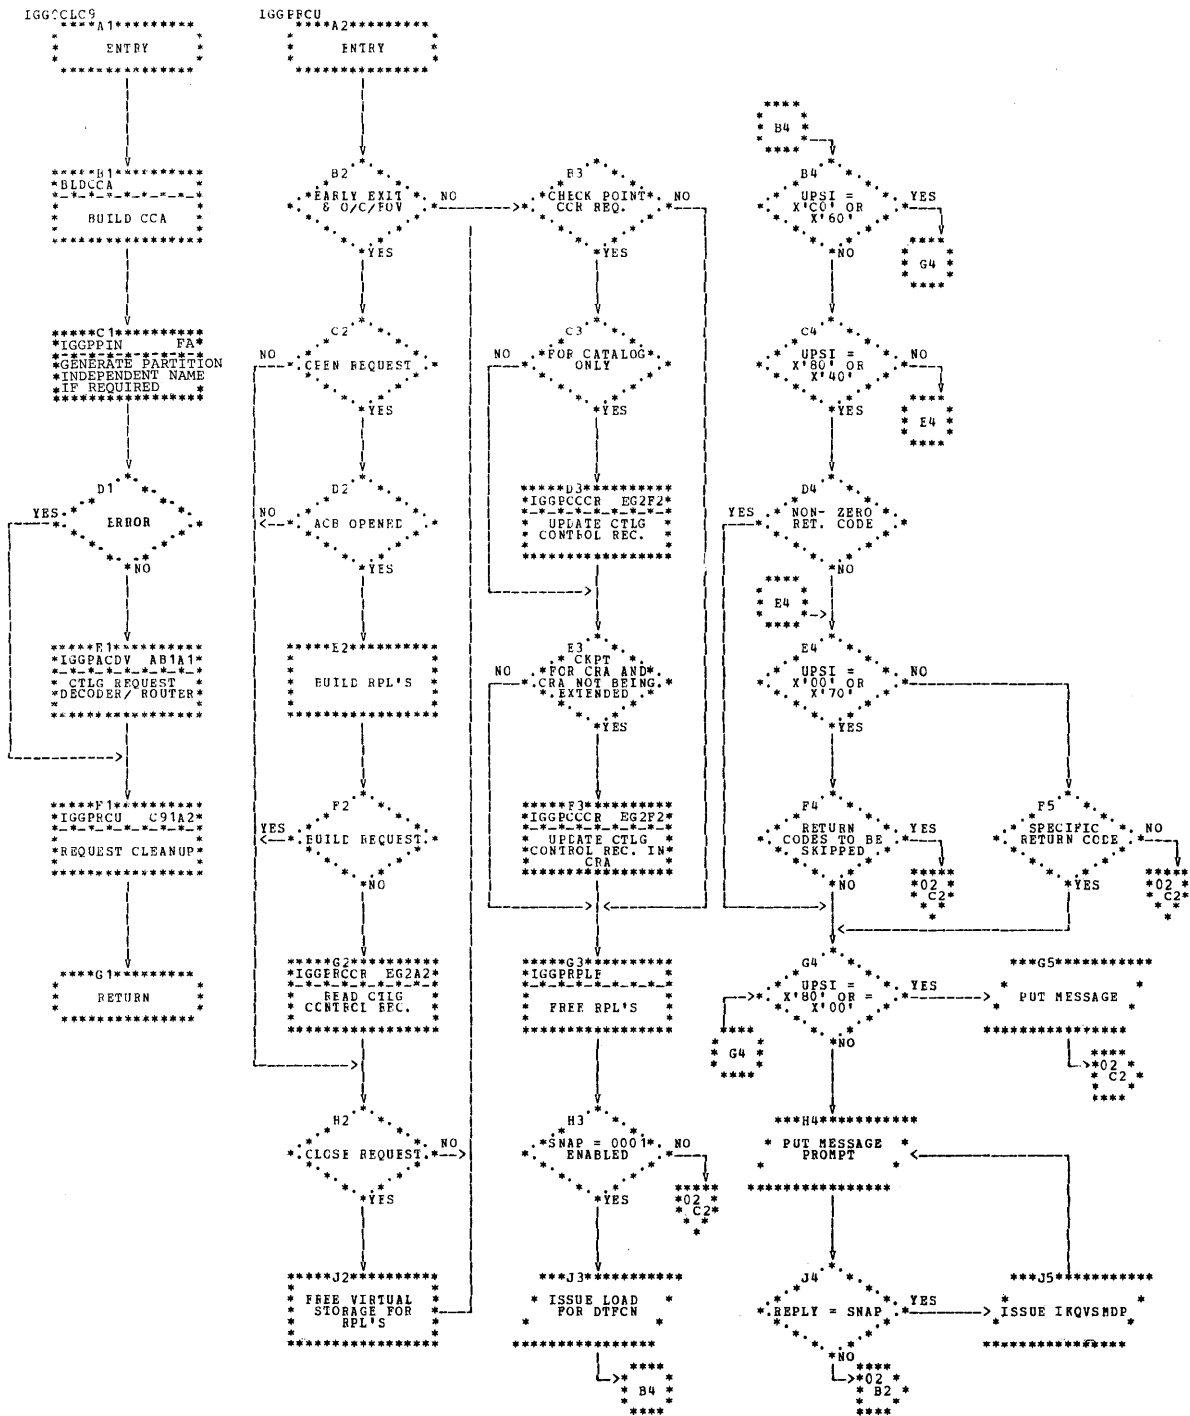 IGG0CLC9
A1
ENTRY
B1
BLDCCA
BUILD CCA
C1
IGGPPIN FA
GENERATE PARTITION
INDEPENDENT NAME
IF REQUIRED
D1
ERROR
YES
NO
E1
IGGPACDV AB1A1
CTLG REQUEST
DECODER/ ROUTER
F1
IGGPRCU C91A2
REQUEST CLEANUP
G1
RETURN
IGGPRCU
A2
ENTRY
B2
EARLY EXIT
& O/C/EOV
NO
YES
C2
OPEN REQUEST
NO
YES
D2
ACB OPENED
NO
YES
E2
BUILD RPL'S
F2
BUILD REQUEST
YES
NO
G2
IGGPRCCR EG2A2
READ CTLG
CONTROL REC.
H2
CLOSE REQUEST
NO
YES
J2
FREE VIRTUAL
STORAGE FOR
RPL'S
B3
CHECK POINT
CCR REQ.
NO
YES
C3
FOR CATALOG
ONLY
NO
YES
D3
IGGPCCCR EG2F2
UPDATE CTLG
CONTROL REC.
E3
CKPT
FOR CRA AND
CRA NOT BEING
EXTENDED
NO
YES
F3
IGGPCCCR EG2F2
UPDATE CTLG
CONTROL REC. IN
CRA
G3
IGGPRPLF
FREE RPL'S
H3
SNAP = 0001
ENABLED
NO
02
C2
YES
J3
ISSUE LOAD
FOR DTFCN
B4
B4
B4
UPSI =
X'C0' OR
X'60'
YES
G4
NO
C4
UPSI =
X'80' OR
X'40'
NO
E4
YES
D4
NON- ZERO
RET. CODE
YES
NO
E4
E4
UPSI =
X'00' OR
X'70'
NO
YES
F4
RETURN
CODES TO BE
SKIPPED
YES
02
C2
NO
F5
SPECIFIC
RETURN CODE
NO
02
C2
YES
G4
UPSI =
X'80' OR =
X'00'
YES
G4
NO
G5
PUT MESSAGE
02
C2
H4
PUT MESSAGE
PROMPT
J4
REPLY = SNAP
YES
NO
02
B2
J5
ISSUE IKQVSMDP